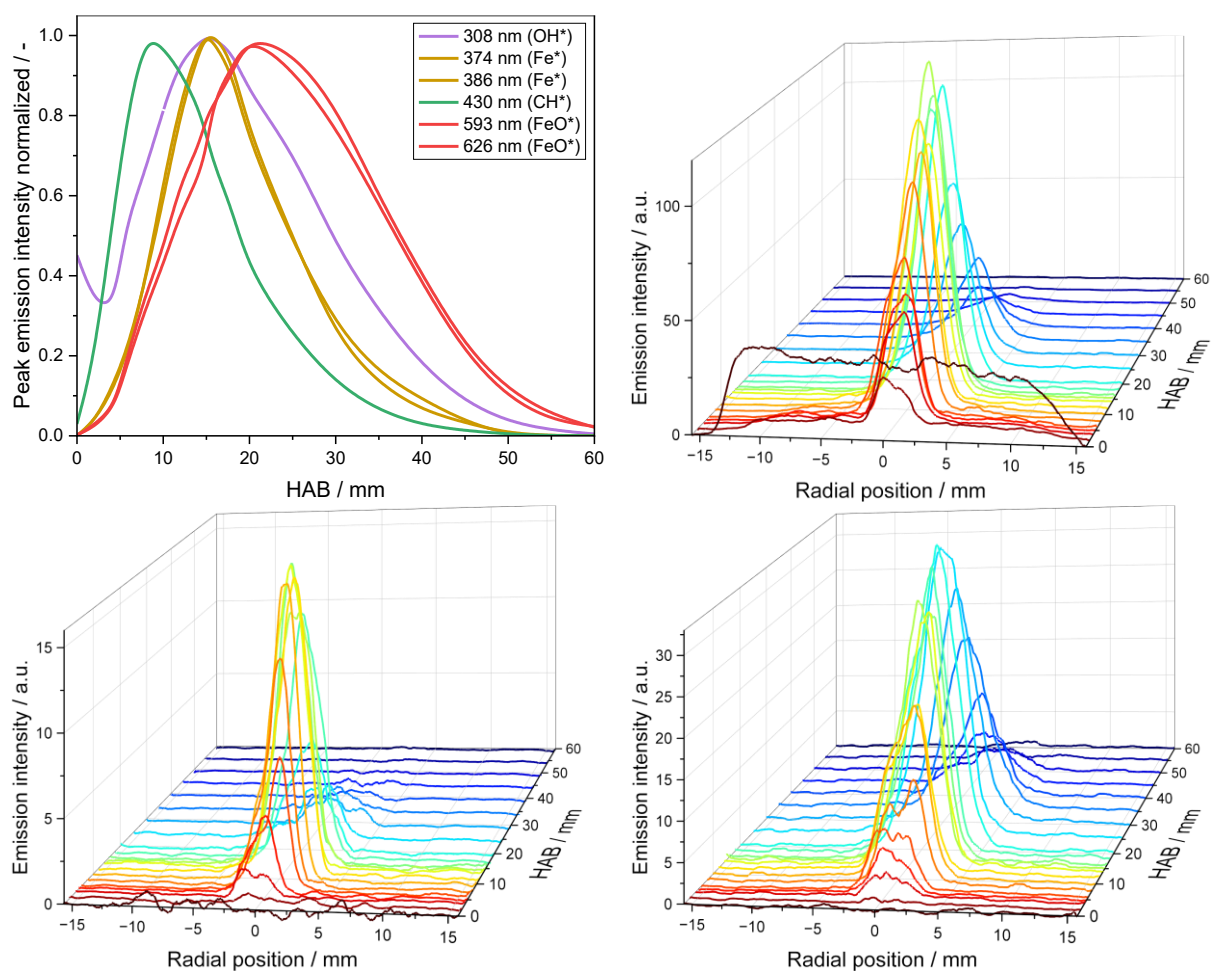 Peak emission intensity normalized / -
1.0
0.8
0.6
0.4
0.2
0.0
0 10 20 30 40 50 60
HAB / mm
308 nm (OH*)
374 nm (Fe*)
386 nm (Fe*)
430 nm (CH*)
593 nm (FeO*)
626 nm (FeO*)
Emission intensity / a.u.
100
50
0
−15 −10 −5 0 5 10 15
Radial position / mm
0 10 20 30 40 50 60
HAB / mm
Emission intensity / a.u.
15
10
5
0
−15 −10 −5 0 5 10 15
Radial position / mm
0 10 20 30 40 50 60
HAB / mm
Emission intensity / a.u.
30
25
20
15
10
5
0
−15 −10 −5 0 5 10 15
Radial position / mm
0 10 20 30 40 50 60
HAB / mm